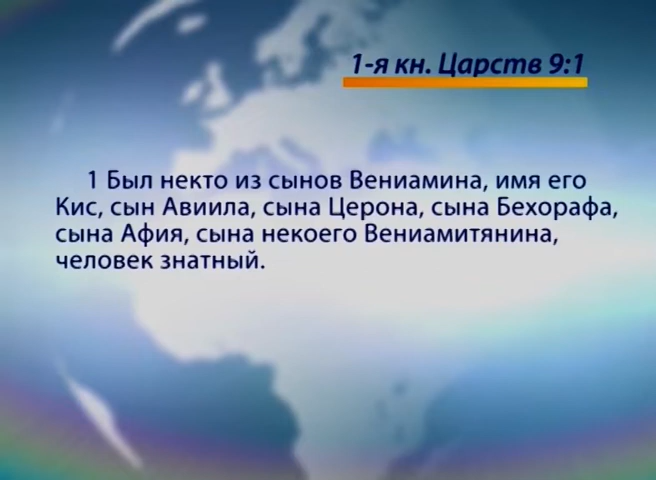 1-я кн. Царств 9:1
1 Был некто из сынов Вениамина, имя его
Кис, сын Авиила, сына Церона, сына Бехорафа,
сына Афия, сына некоего Вениамитянина,
человек знатный.